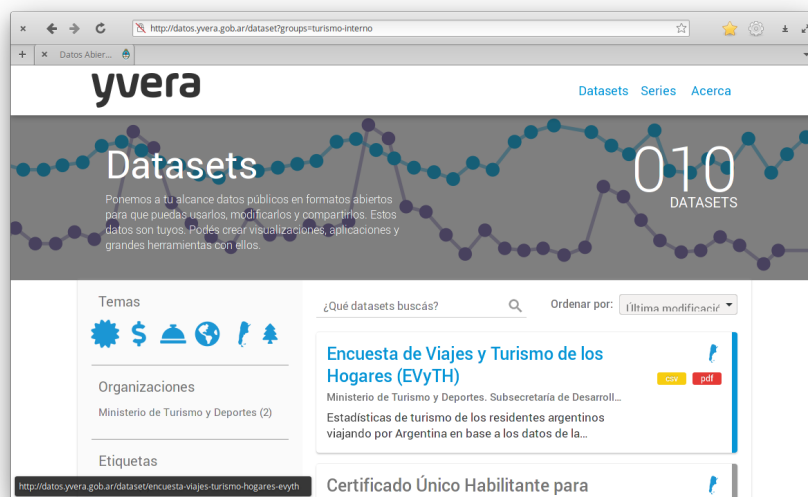 http://datos.yvera.gob.ar/dataset?groups=turismo-interno
Datos Abier...
yvera
Datasets Series Acerca
Datasets
Ponemos a tu alcance datos públicos en formatos abiertos
para que puedas usarlos, modificarlos y compartirlos. Estos
datos son tuyos. Podés crear visualizaciones, aplicaciones y
grandes herramientas con ellos.
010
DATASETS
Temas
Organizaciones
Ministerio de Turismo y Deportes (2)
Etiquetas
¿Qué datasets buscás?
Ordenar por:
Última modificació
Encuesta de Viajes y Turismo de los
Hogares (EVyTH)
csv pdf
Ministerio de Turismo y Deportes. Subsecretaría de Desarroll...
Estadísticas de turismo de los residentes argentinos
viajando por Argentina en base a los datos de la...
Certificado Único Habilitante para
http://datos.yvera.gob.ar/dataset/encuesta-viajes-turismo-hogares-evyth